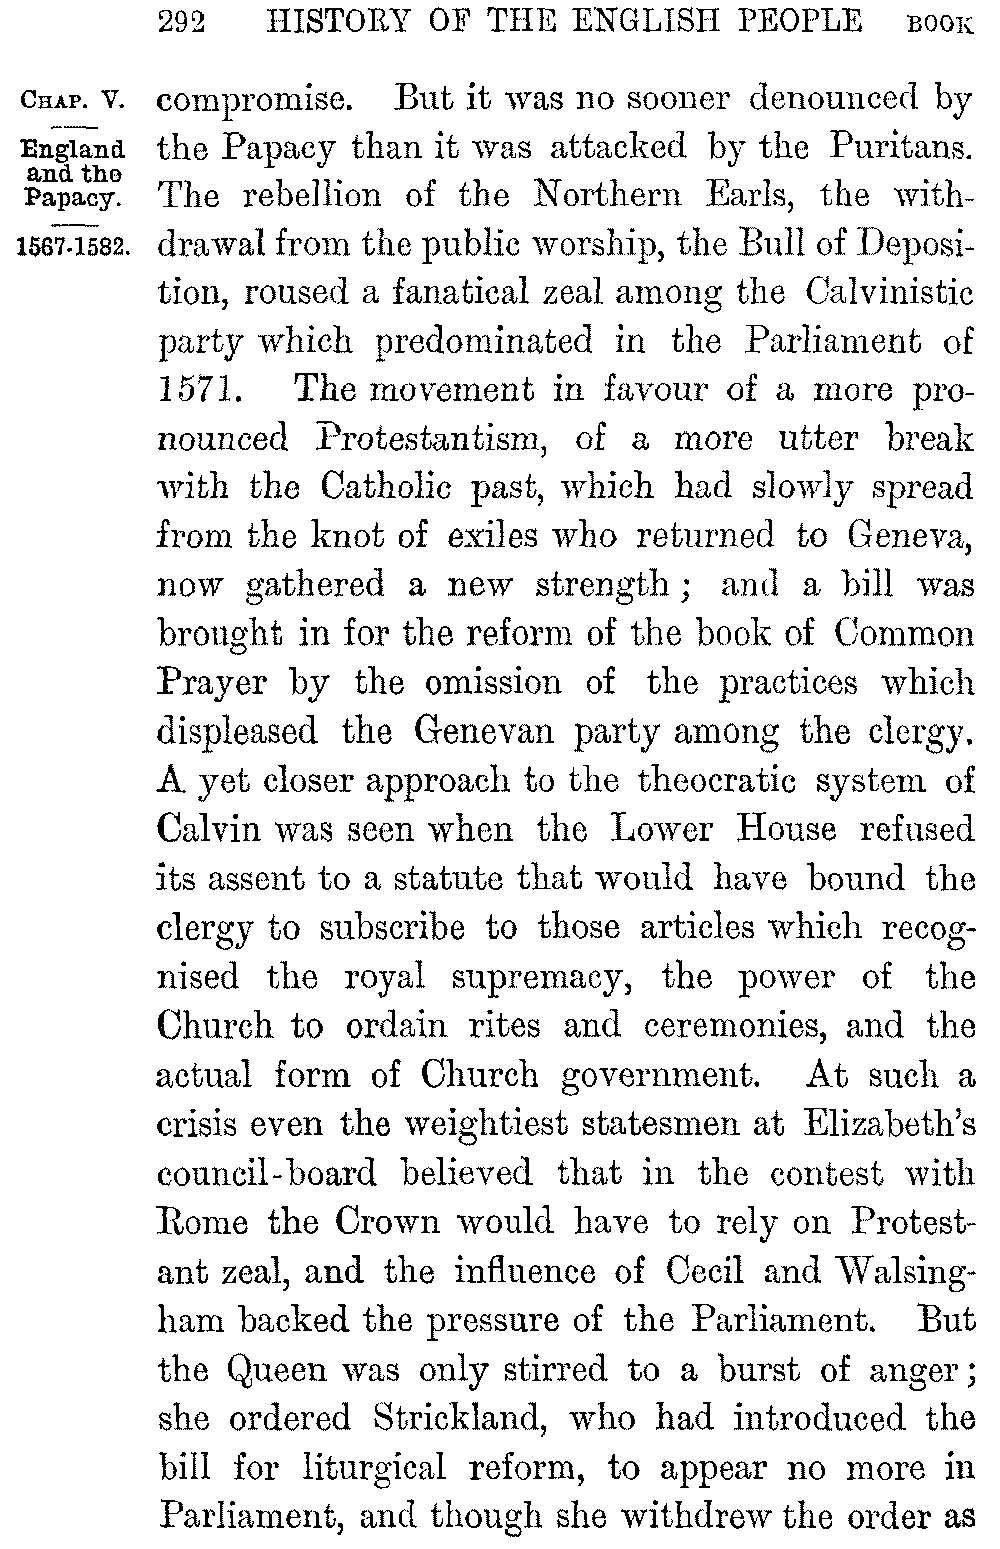 292 HISTORY OF THE ENGLISH PEOPLE BOOK
CHAP. V.
England
and the
Papacy.
1567-1582.
compromise. But it was no sooner denounced by
the Papacy than it was attacked by the Puritans.
The rebellion of the Northern Earls, the with-
drawal from the public worship, the Bull of Deposi-
tion, roused a fanatical zeal among the Calvinistic
party which predominated in the Parliament of
1571. The movement in favour of a more pro-
nounced Protestantism, of a more utter break
with the Catholic past, which had slowly spread
from the knot of exiles who returned to Geneva,
now gathered a new strength ; and a bill was
brought in for the reform of the book of Common
Prayer by the omission of the practices which
displeased the Genevan party among the clergy.
A yet closer approach to the theocratic system of
Calvin was seen when the Lower House refused
its assent to a statute that would have bound the
clergy to subscribe to those articles which recog-
nised the royal supremacy, the power of the
Church to ordain rites and ceremonies, and the
actual form of Church government. At such a
crisis even the weightiest statesmen at Elizabeth's
council-board believed that in the contest with
Rome the Crown would have to rely on Protest-
ant zeal, and the influence of Cecil and Walsing-
ham backed the pressure of the Parliament. But
the Queen was only stirred to a burst of anger ;
she ordered Strickland, who had introduced the
bill for liturgical reform, to appear no more in
Parliament, and though she withdrew the order as